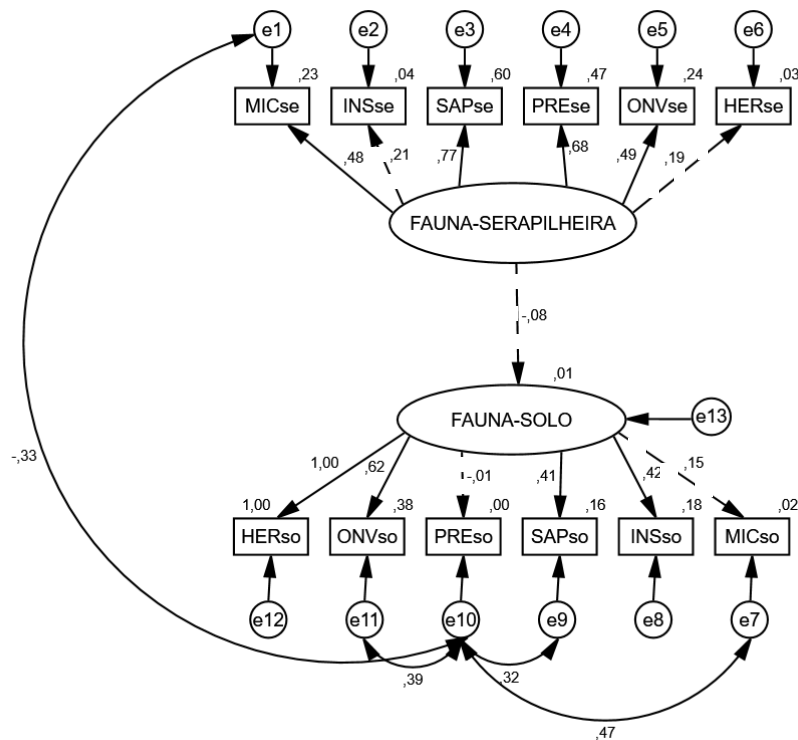 e1 e2 e3 e4 e5 e6
,23 ,04 ,60 ,47 ,24 ,03
MICse INSse SAPse PREse ONVse HERse
,48 ,21 ,77 ,68 ,49 ,19
FAUNA-SERAPILHEIRA
-,08
,01
FAUNA-SOLO e13
-,33
1,00 ,62 -,01 ,41 ,42 ,15
1,00 ,38 ,00 ,16 ,18 ,02
HERso ONVso PREso SAPso INSso MICso
e12 e11 e10 e9 e8 e7
,39 ,32
,47